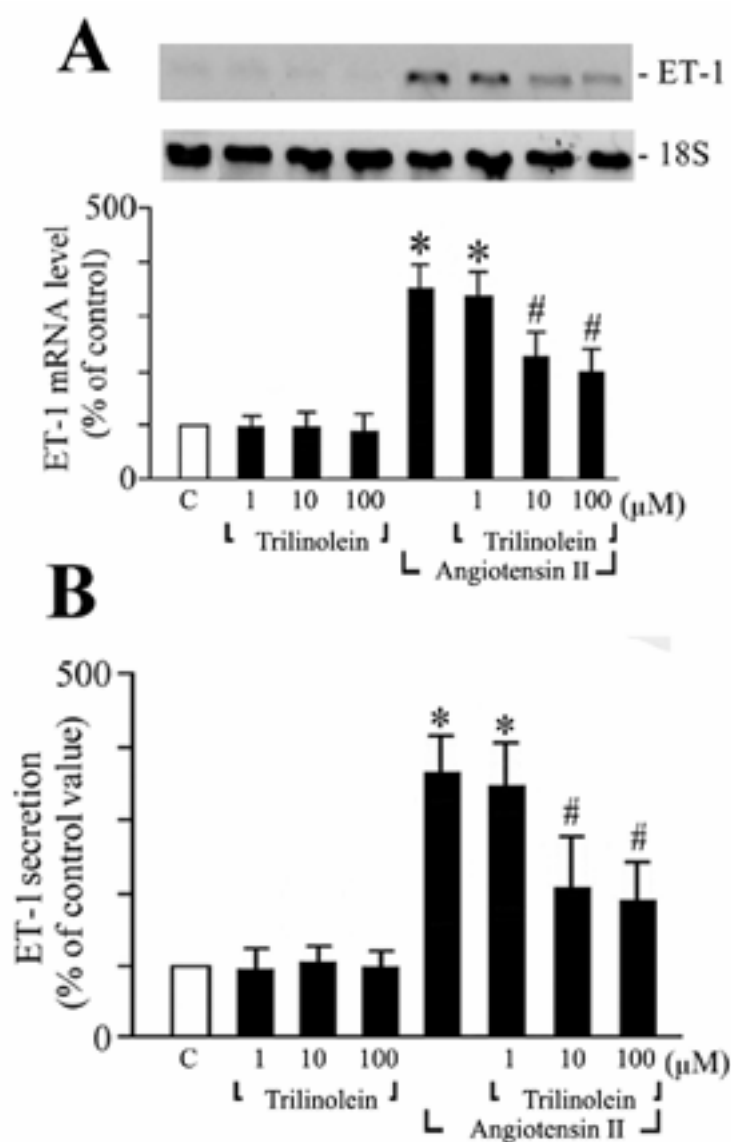 A
- ET-1
- 18S
500
ET-1 mRNA level
(% of control)
* * # #
0
C 1 10 100 1 10 100 (µM)
Trilinolein Trilinolein
Angiotensin II
B
500
ET-1 secretion
(% of control value)
* * # #
0
C 1 10 100 1 10 100 (µM)
Trilinolein Trilinolein
Angiotensin II